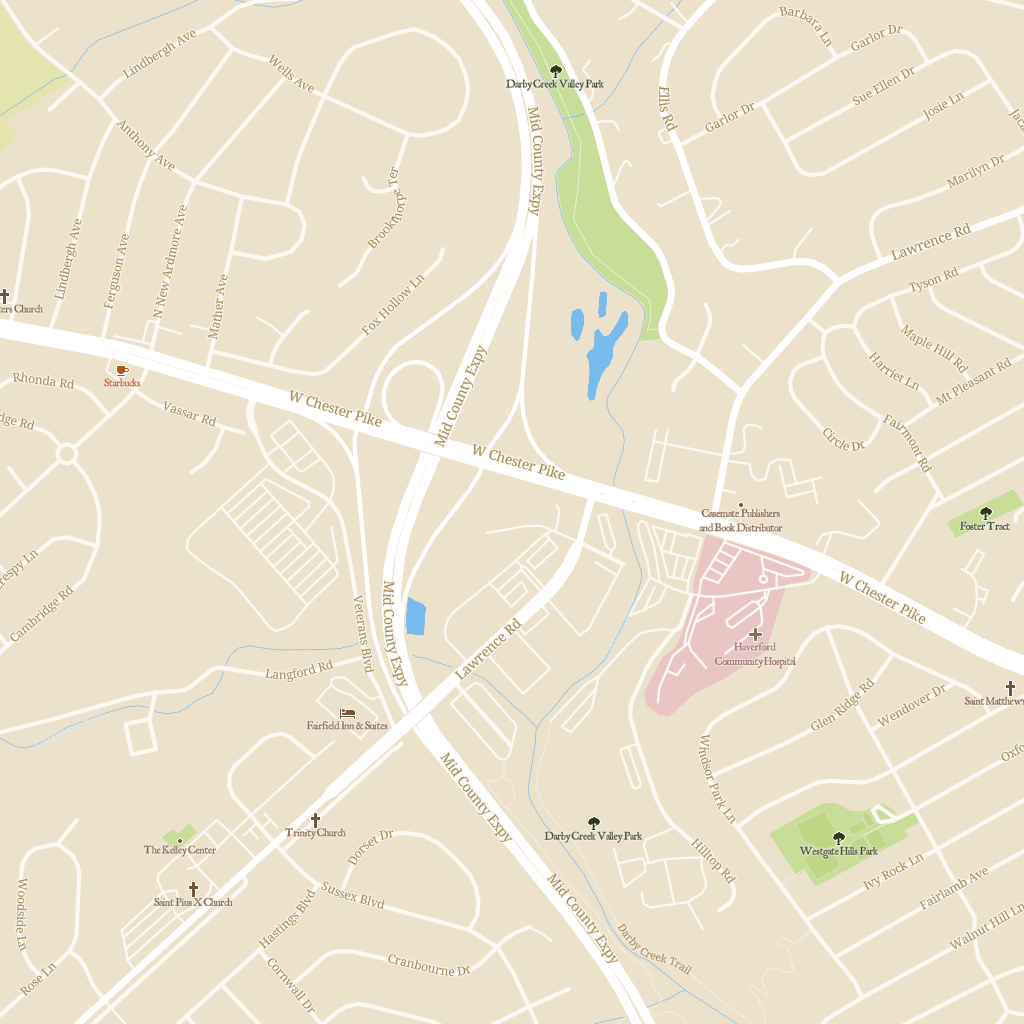 Barbara Ln
Garlor Dr
Lindbergh Ave
Wells Ave
Darby Creek Valley Park
Sue Ellen Dr
Josie Ln
Ellis Rd
Garlor Dr
Mid County Expy
Anthony Ave
Marilyn Dr
Brookthorpe Ter
Lawrence Rd
Lindbergh Ave
Ferguson Ave
N New Ardmore Ave
Mather Ave
Fox Hollow Ln
Tyson Rd
Church
Maple Hill Rd
Harriet Ln
Mt Pleasant Rd
Starbucks
Rhonda Rd
Vassar Rd
W Chester Pike
Mid County Expy
W Chester Pike
Circle Dr
Fairmont Rd
Rd
Casemate Publishers
and Book Distributor
Foster Tract
Ln
Cambridge Rd
Veterans Blvd
Mid County Expy
W Chester Pike
Lawrence Rd
Haverford
Community Hospital
Langford Rd
Fairfield Inn & Suites
Glen Ridge Rd
Wendover Dr
Saint Matthew's
Windsor Park Ln
Mid County Expy
Trinity Church
Darby Creek Valley Park
The Kelley Center
Dorset Dr
Hilltop Rd
Westgate Hills Park
Ivy Rock Ln
Fairlamb Ave
Saint Pius X Church
Sussex Blvd
Mid County Expy
Woodside Ln
Hastings Blvd
Walnut Hill Ln
Darby Creek Trail
Rose Ln
Cornwall Dr
Cranbourne Dr